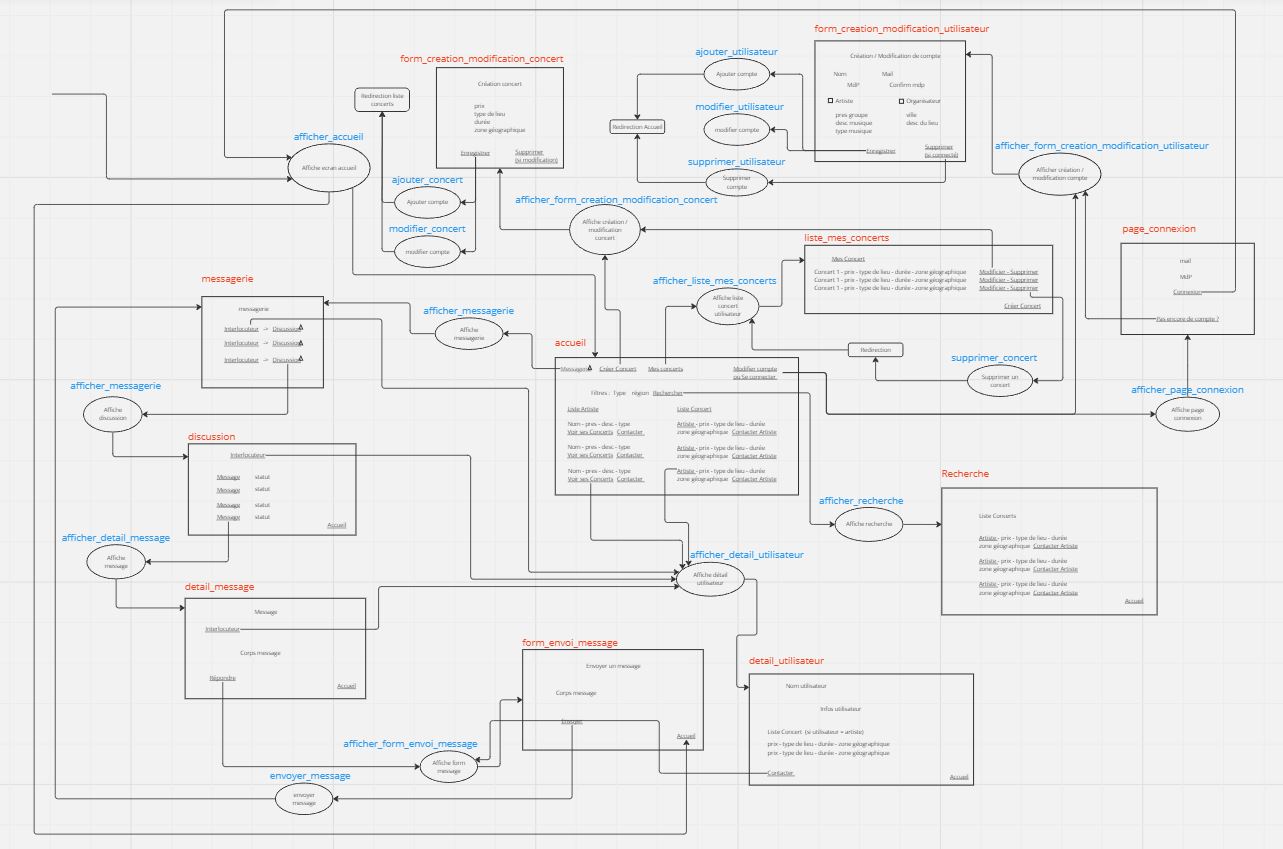 form_creation_modification_utilisateur
Création / Modification de compte
Nom Mail
MdP Confirm mdp
Artiste Organisateur
pres groupe ville
desc musique desc du lieu
type musique
Enregistrer Supprimer
(se connecté)
ajouter_utilisateur
Ajouter compte
modifier_utilisateur
modifier compte
supprimer_utilisateur
Supprimer
compte
Redirection Accueil
form_creation_modification_concert
Création concert
prix
type de lieu
durée
zone géographique
Enregistrer Supprimer
(si modification)
Redirection liste
concerts
afficher_accueil
Affiche ecran accueil
ajouter_concert
Ajouter compte
modifier_concert
modifier compte
afficher_form_creation_modification_concert
Affiche création /
modification
concert
afficher_form_creation_modification_utilisateur
Afficher création /
modification compte
page_connexion
mail
MdP
Connexion
Pas encore de compte ?
liste_mes_concerts
Mes Concert
Concert 1 - prix - type de lieu - durée - zone géographique Modificier - Supprimer
Concert 1 - prix - type de lieu - durée - zone géographique Modificier - Supprimer
Concert 1 - prix - type de lieu - durée - zone géographique Modificier - Supprimer
Créer Concert
afficher_liste_mes_concerts
Affiche liste
concert
utilisateur
Redirection
supprimer_concert
Supprimer un
concert
afficher_page_connexion
Affiche page
connexion
messagerie
messagerie
Interlocuteur -> Discussion
Interlocuteur -> Discussion
Interlocuteur -> Discussion
afficher_messagerie
Affiche
messagerie
accueil
Messagerie Créer Concert Mes concerts Modifier compte
ou Se connecter
Filtres : Type région Rechercher
Liste Artiste Liste Concert
Nom - pres - desc - type Artiste - prix - type de lieu - durée
Voir ses Concerts Contacter zone géographique Contacter Artiste
Nom - pres - desc - type Artiste - prix - type de lieu - durée
Voir ses Concerts Contacter zone géographique Contacter Artiste
Nom - pres - desc - type Artiste - prix - type de lieu - durée
Voir ses Concerts Contacter zone géographique Contacter Artiste
afficher_messagerie
Affiche
discussion
discussion
Interlocuteur
Message statut
Message statut
Message statut
Message statut
Accueil
afficher_recherche
Affiche recherche
Recherche
Liste Concerts
Artiste - prix - type de lieu - durée
zone géographique Contacter Artiste
Artiste - prix - type de lieu - durée
zone géographique Contacter Artiste
Artiste - prix - type de lieu - durée
zone géographique Contacter Artiste
Accueil
afficher_detail_message
Affiche
message
afficher_detail_utilisateur
Affiche détail
utilisateur
detail_message
Message
Interlocuteur
Corps message
Répondre
Accueil
form_envoi_message
Envoyer un message
Corps message
Envoyer
Accueil
detail_utilisateur
Nom utilisateur
Infos utilisateur
Liste Concert (si utilisateur = artiste)
prix - type de lieu - durée - zone géographique
prix - type de lieu - durée - zone géographique
Contacter
Accueil
afficher_form_envoi_message
Affiche form
message
envoyer_message
envoyer
message